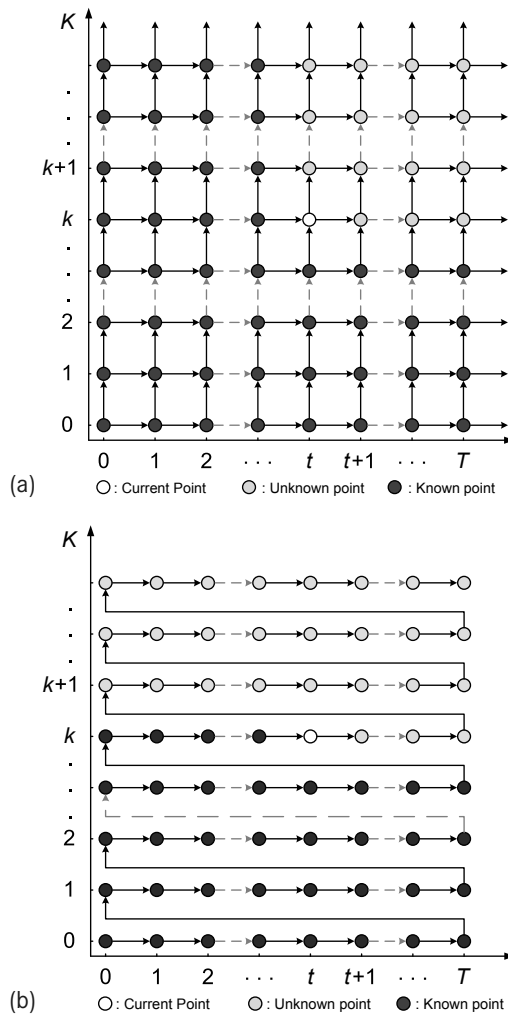 K
.
.
.
k+1
k
.
.
.
2
1
0
0 1 2 . . . t t+1 . . . T
(a)
: Current Point : Unknown point : Known point
K
.
.
.
k+1
k
.
.
.
2
1
0
0 1 2 . . . t t+1 . . . T
(b)
: Current Point : Unknown point : Known point